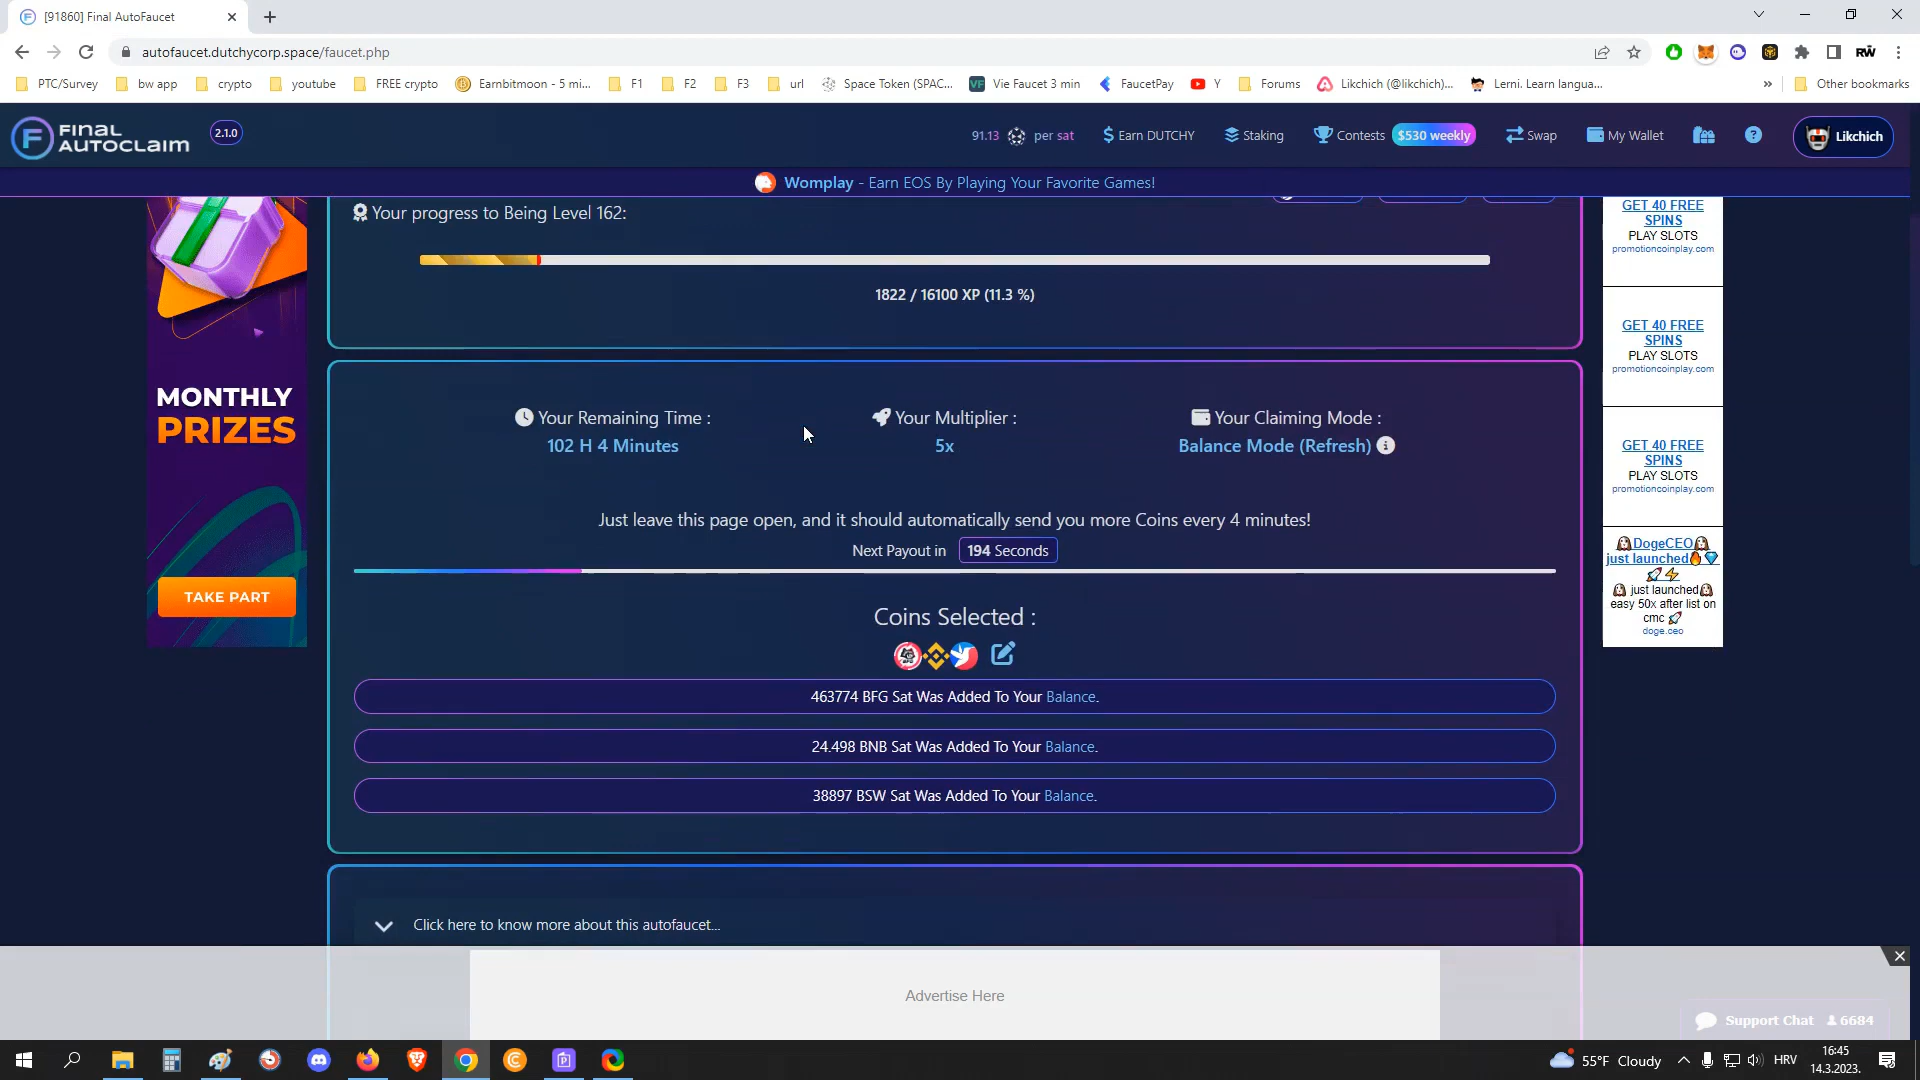 [91860] Final AutoFaucet
autofaucet.dutchycorp.space/faucet.php
PTC/Survey
bw app
crypto
youtube
FREE crypto
Earnbitmoon - 5 mi...
F1
F2
F3
url
Space Token (SPAC...
VF
Vie Faucet 3 min
FaucetPay
Y
Forums
Likchich (@likchich)...
Lerni. Learn langua...
»
Other bookmarks
FINAL
AUTOCLAIM
2.1.0
91.13 per sat
Earn DUTCHY
Staking
Contests $530 weekly
Swap
My Wallet
Likchich
Womplay - Earn EOS By Playing Your Favorite Games!
Your progress to Being Level 162:
1822 / 16100 XP (11.3 %)
MONTHLY
PRIZES
TAKE PART
Your Remaining Time :
102 H 4 Minutes
Your Multiplier :
5x
Your Claiming Mode :
Balance Mode (Refresh)
Just leave this page open, and it should automatically send you more Coins every 4 minutes!
Next Payout in 194 Seconds
Coins Selected :
463774 BFG Sat Was Added To Your Balance.
24.498 BNB Sat Was Added To Your Balance.
38897 BSW Sat Was Added To Your Balance.
Click here to know more about this autofaucet...
GET 40 FREE
SPINS
PLAY SLOTS
promotioncoinplay.com
GET 40 FREE
SPINS
PLAY SLOTS
promotioncoinplay.com
GET 40 FREE
SPINS
PLAY SLOTS
promotioncoinplay.com
🐶DogeCEO🐶
just launched🔥💎
🚀⚡
🐶 just launched🐶
easy 50x after list on
cmc 🚀
doge.ceo
Advertise Here
Support Chat 6684
55°F Cloudy
HRV
16:45
14.3.2023.